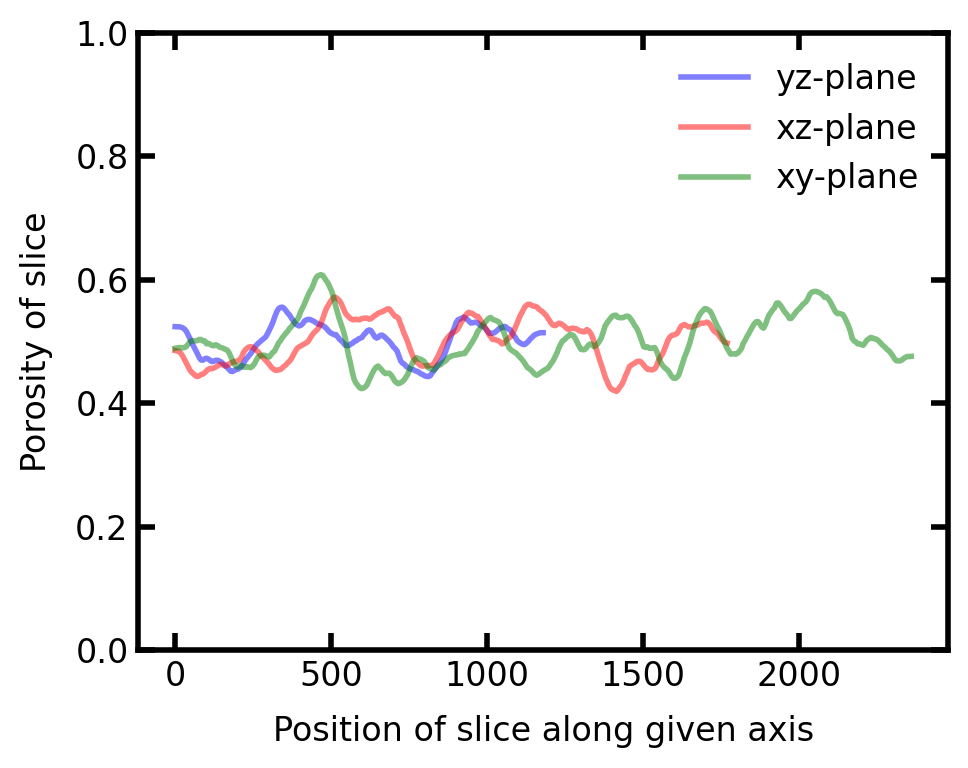 1.0
0.8
0.6
0.4
0.2
0.0
Porosity of slice
yz-plane
xz-plane
xy-plane
0 500 1000 1500 2000
Position of slice along given axis